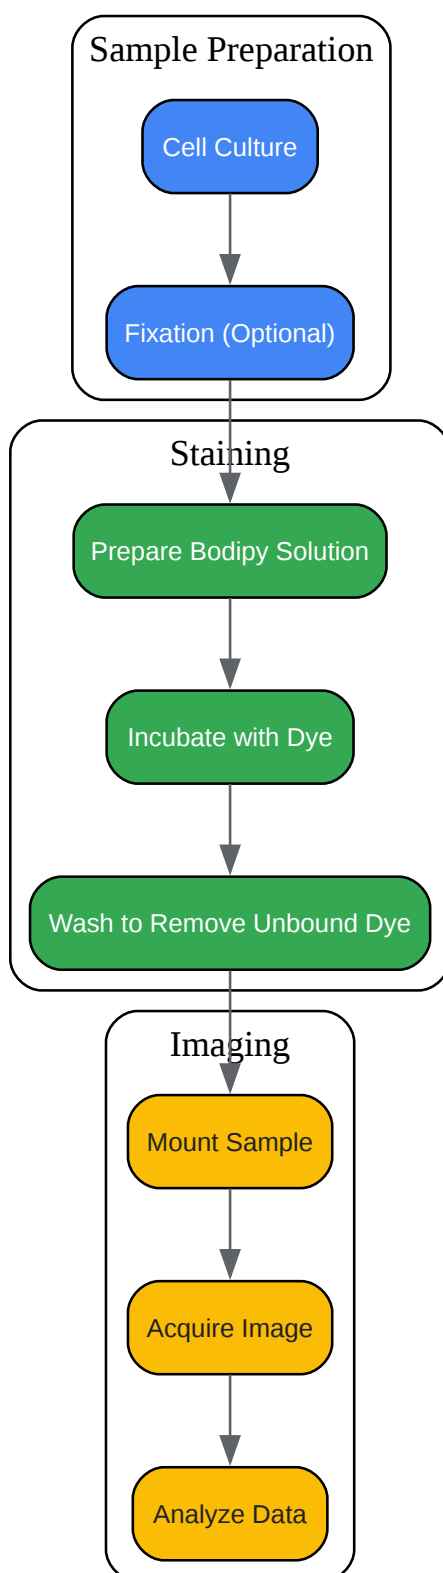 Sample Preparation
Cell Culture
Fixation (Optional)
Staining
Prepare Bodipy Solution
Incubate with Dye
Wash to Remove Unbound Dye
Imaging
Mount Sample
Acquire Image
Analyze Data